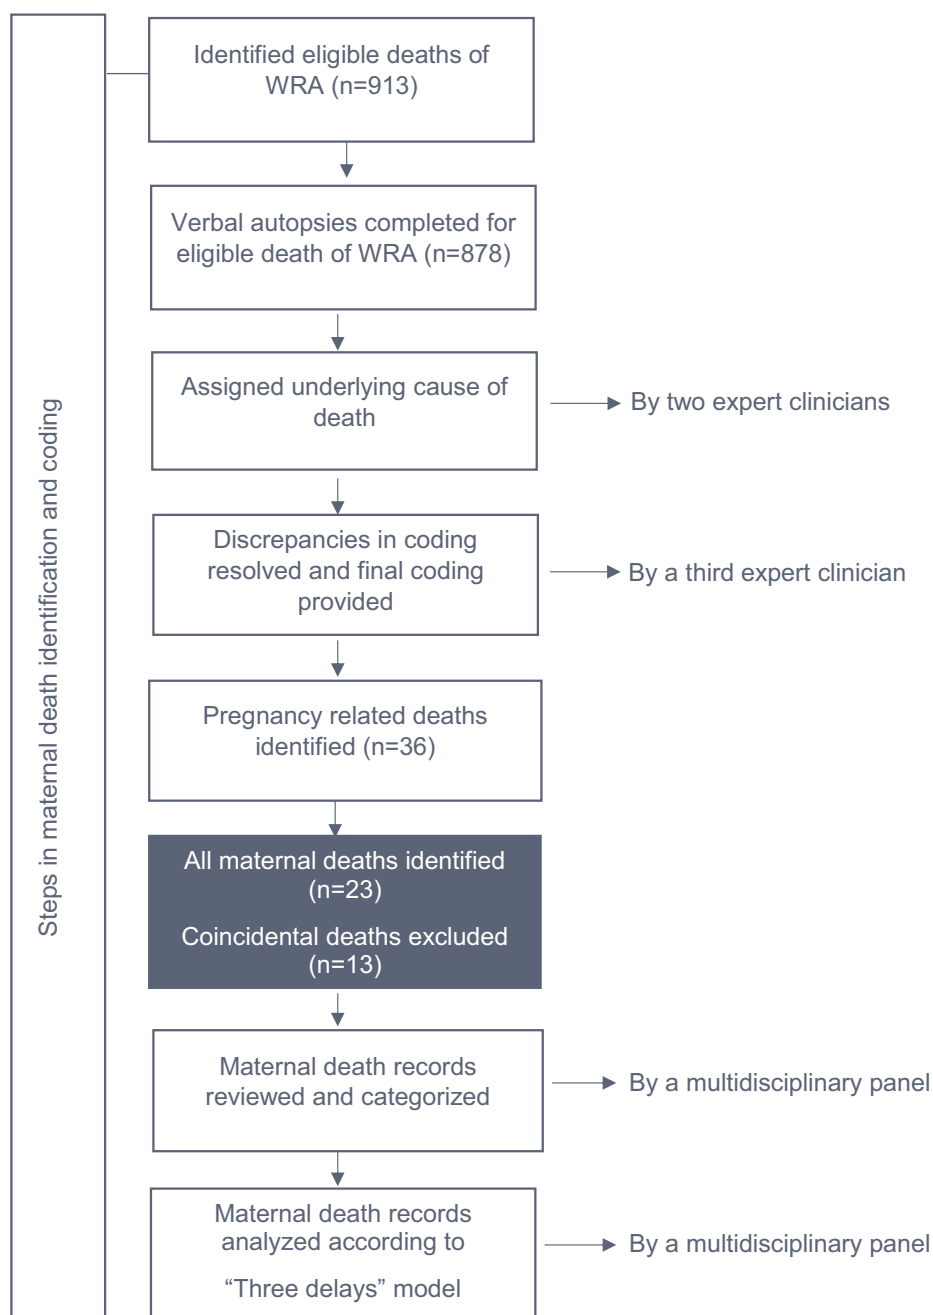 Steps in maternal death identification and coding
Identified eligible deaths of
WRA (n=913)
Verbal autopsies completed for
eligible death of WRA (n=878)
Assigned underlying cause of
death
By two expert clinicians
Discrepancies in coding
resolved and final coding
provided
By a third expert clinician
Pregnancy related deaths
identified (n=36)
All maternal deaths identified
(n=23)
Coincidental deaths excluded
(n=13)
Maternal death records
reviewed and categorized
By a multidisciplinary panel
Maternal death records
analyzed according to
“Three delays” model
By a multidisciplinary panel